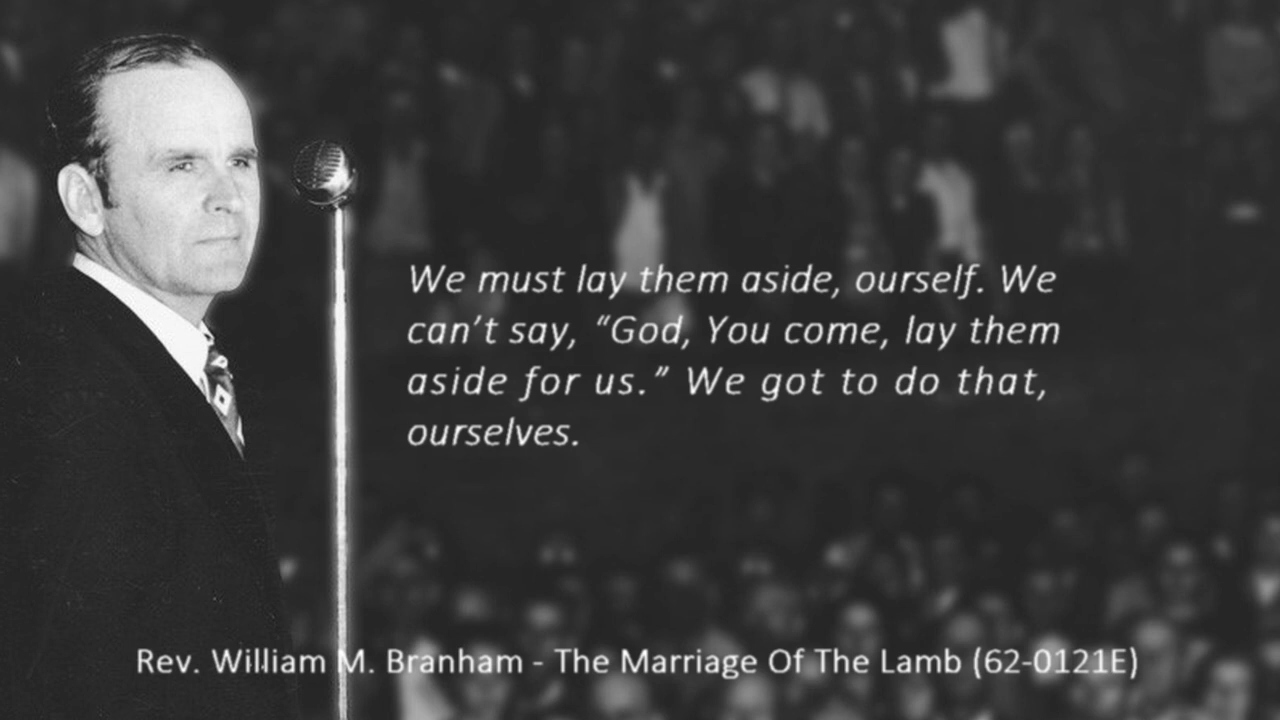 We must lay them aside, ourself. We
can't say, “God, You come, lay them
aside for us.” We got to do that,
ourselves.
Rev. William M. Branham - The Marriage Of The Lamb (62-0121E)